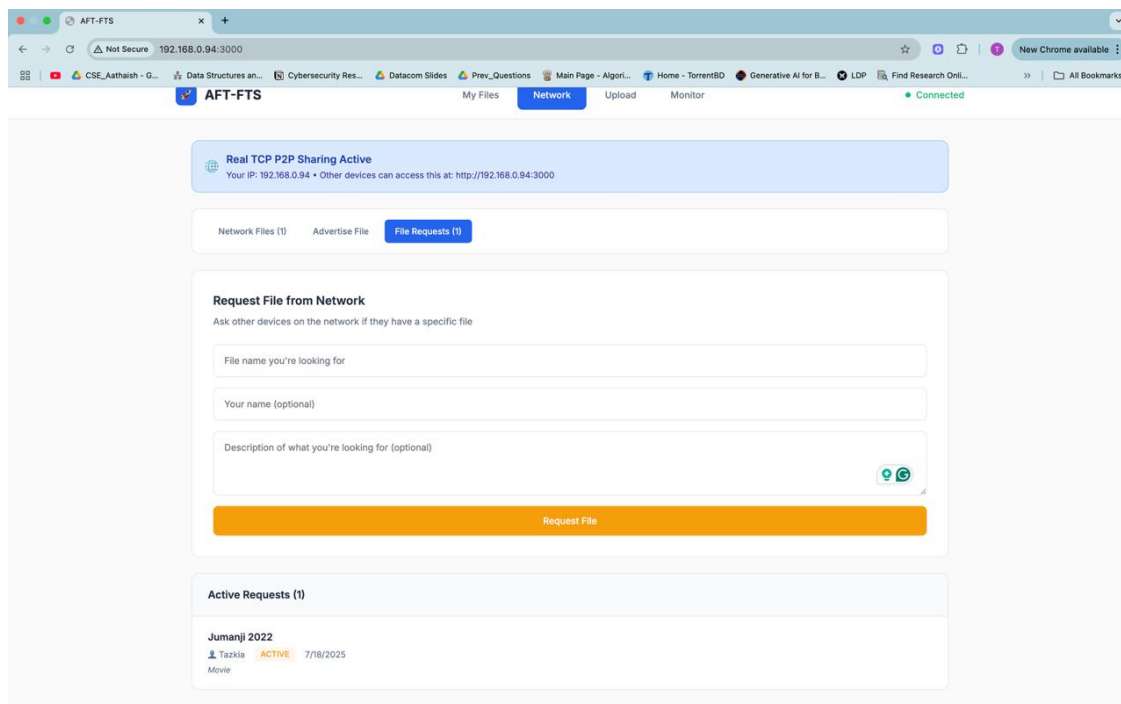 AFT-FTS
Not Secure 192.168.0.94:3000
New Chrome available
CSE_Aathaish - G... Data Structures an... Cybersecurity Res... Datacom Slides Prev_Questions Main Page - Algori... Home - TorrentBD Generative AI for B... LDP Find Research Onli... » All Bookmarks
AFT-FTS My Files Network Upload Monitor Connected
Real TCP P2P Sharing Active
Your IP: 192.168.0.94 • Other devices can access this at: http://192.168.0.94:3000
Network Files (1) Advertise File File Requests (1)
Request File from Network
Ask other devices on the network if they have a specific file
File name you're looking for
Your name (optional)
Description of what you're looking for (optional)
Request File
Active Requests (1)
Jumanji 2022
Tazkia ACTIVE 7/18/2025
Movie